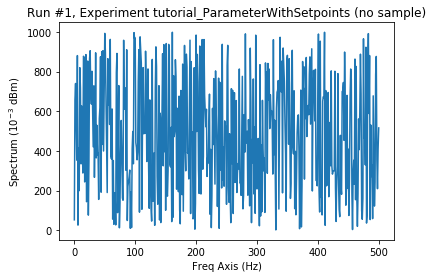 Run #1, Experiment tutorial_ParameterWithSetpoints (no sample)
1000
800
600
400
200
0
Spectrum (10⁻³ dBm)
0 100 200 300 400 500
Freq Axis (Hz)